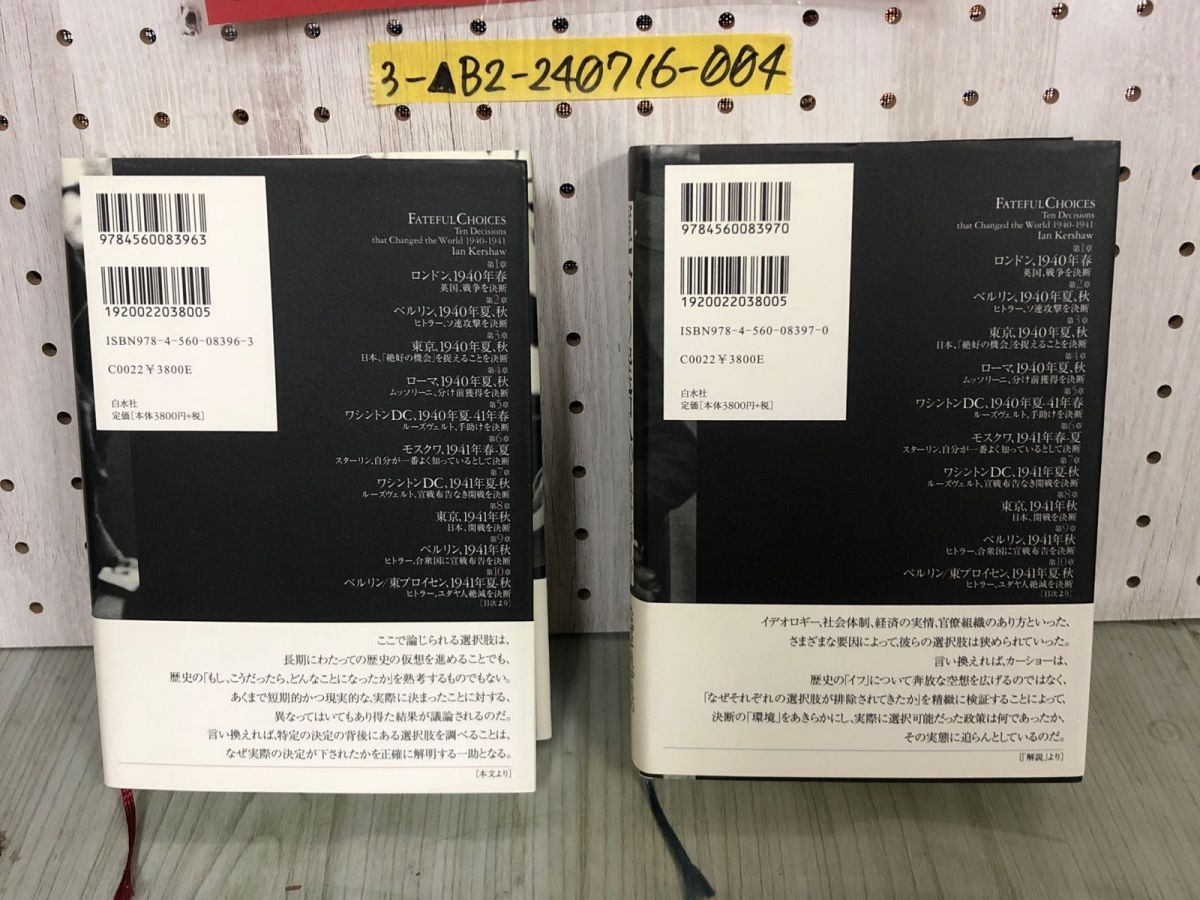 3-▲B2-240716-004
9784560083963
1920022038005
ISBN978-4-560-08396-3
C0022 ¥3800E
白水社
定価[本体3800円+税]
FATEFUL CHOICES
Ten Decisions
that Changed the World 1940-1941
Ian Kershaw
第1章
ロンドン、1940年春
英国、戦争を決断
第2章
ベルリン、1940年夏、秋
ヒトラー、ソ連攻撃を決断
第3章
東京、1940年夏、秋
日本、「絶好の機会」を捉えることを決断
第4章
ローマ、1940年夏、秋
ムッソリーニ、分け前獲得を決断
第5章
ワシントンDC、1940年夏-41年春
ルーズヴェルト、手助けを決断
第6章
モスクワ、1941年春-夏
スターリン、自分が一番よく知っているとして決断
第7章
ワシントンDC、1941年夏-秋
ルーズヴェルト、宣戦布告なき開戦を決断
第8章
東京、1941年秋
日本、開戦を決断
第9章
ベルリン、1941年秋
ヒトラー、合衆国に宣戦布告を決断
第10章
ベルリン/東プロイセン、1941年夏-秋
ヒトラー、ユダヤ人絶滅を決断
[目次より]
ここで論じられる選択肢は、
長期にわたっての歴史の仮想を進めることでも、
歴史の「もし、こうだったら、どんなことになったか」を熟考するものでもない。
あくまで短期的かつ現実的な、実際に決まったことに対する、
異なってはいてもあり得た結果が議論されるのだ。
言い換えれば、特定の決定の背後にある選択肢を調べることは、
なぜ実際の決定が下されたかを正確に解明する一助となる。
[本文より]
9784560083970
1920022038005
ISBN978-4-560-08397-0
C0022 ¥3800E
白水社
定価[本体3800円+税]
FATEFUL CHOICES
Ten Decisions
that Changed the World 1940-1941
Ian Kershaw
第1章
ロンドン、1940年春
英国、戦争を決断
第2章
ベルリン、1940年夏、秋
ヒトラー、ソ連攻撃を決断
第3章
東京、1940年夏、秋
日本、「絶好の機会」を捉えることを決断
第4章
ローマ、1940年夏、秋
ムッソリーニ、分け前獲得を決断
第5章
ワシントンDC、1940年夏-41年春
ルーズヴェルト、手助けを決断
第6章
モスクワ、1941年春-夏
スターリン、自分が一番よく知っているとして決断
第7章
ワシントンDC、1941年夏-秋
ルーズヴェルト、宣戦布告なき開戦を決断
第8章
東京、1941年秋
日本、開戦を決断
第9章
ベルリン、1941年秋
ヒトラー、合衆国に宣戦布告を決断
第10章
ベルリン/東プロイセン、1941年夏-秋
ヒトラー、ユダヤ人絶滅を決断
[目次より]
イデオロギー、社会体制、経済の実情、官僚組織のあり方といった、
さまざまな要因によって、彼らの選択肢は狭められていった。
言い換えれば、カーショーは、
歴史の「イフ」について奔放な空想を広げるのではなく、
「なぜそれぞれの選択肢が排除されてきたか」を精緻に検証することによって、
決断の「環境」をあきらかにし、実際に選択可能だった政策は何であったか、
その実態に迫らんとしているのだ。
[「解説」より]